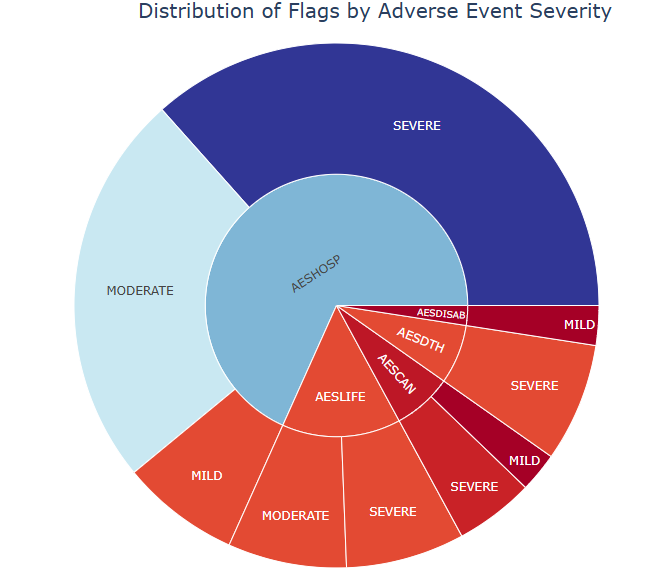 Distribution of Flags by Adverse Event Severity
SEVERE
AESHOSP
MODERATE
AESDISAB
MILD
AESDTH
SEVERE
AESCAN
AESLIFE
MILD
SEVERE
MILD
SEVERE
MODERATE